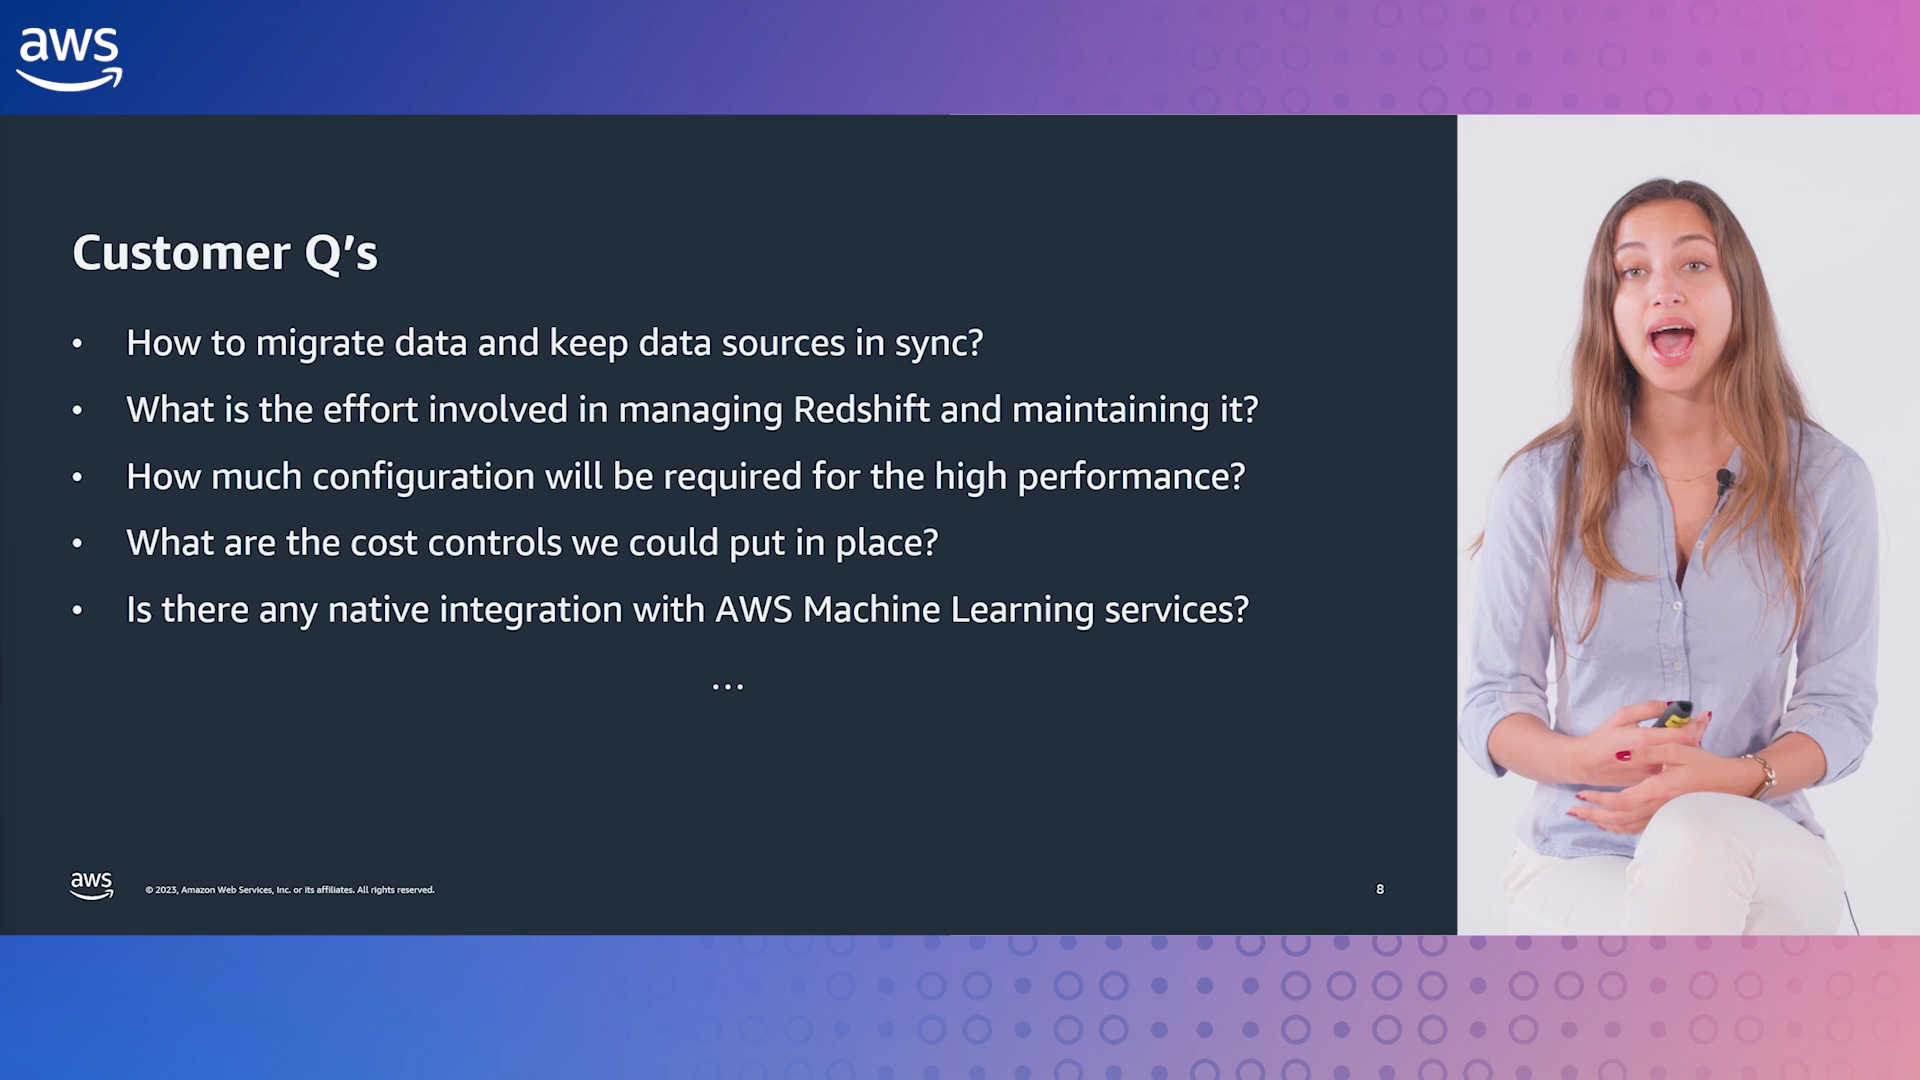 aws
Customer Q’s
• How to migrate data and keep data sources in sync?
• What is the effort involved in managing Redshift and maintaining it?
• How much configuration will be required for the high performance?
• What are the cost controls we could put in place?
• Is there any native integration with AWS Machine Learning services?
...
aws
© 2023, Amazon Web Services, Inc. or its affiliates. All rights reserved.
8